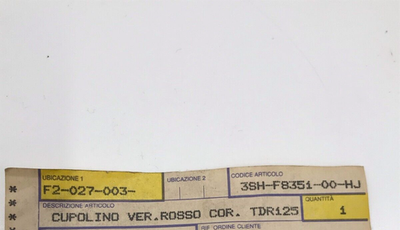 UBICAZIONE 1 UBICAZIONE 2 CODICE ARTICOLO
F2-027-003- 3SH-F8351-00-HJ
DESCRIZIONE ARTICOLO QUANTITÀ
CUPOLINO VER.ROSSO COR. TDR125 1
RIF. ORDINE CLIENTE